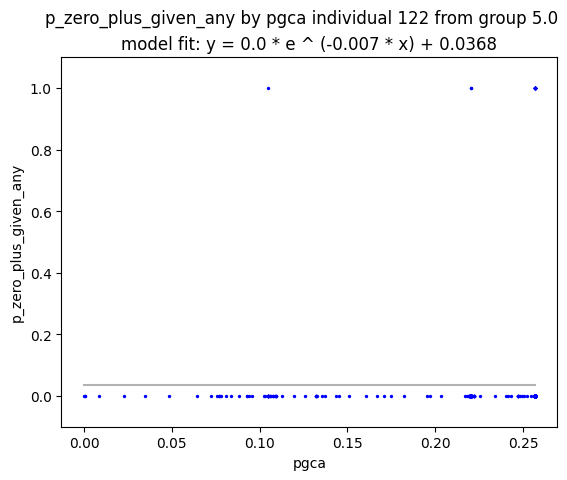 p_zero_plus_given_any by pgca individual 122 from group 5.0
model fit: y = 0.0 * e ^ (-0.007 * x) + 0.0368
1.0
0.8
0.6
0.4
0.2
0.0
p_zero_plus_given_any
0.00 0.05 0.10 0.15 0.20 0.25
pgca